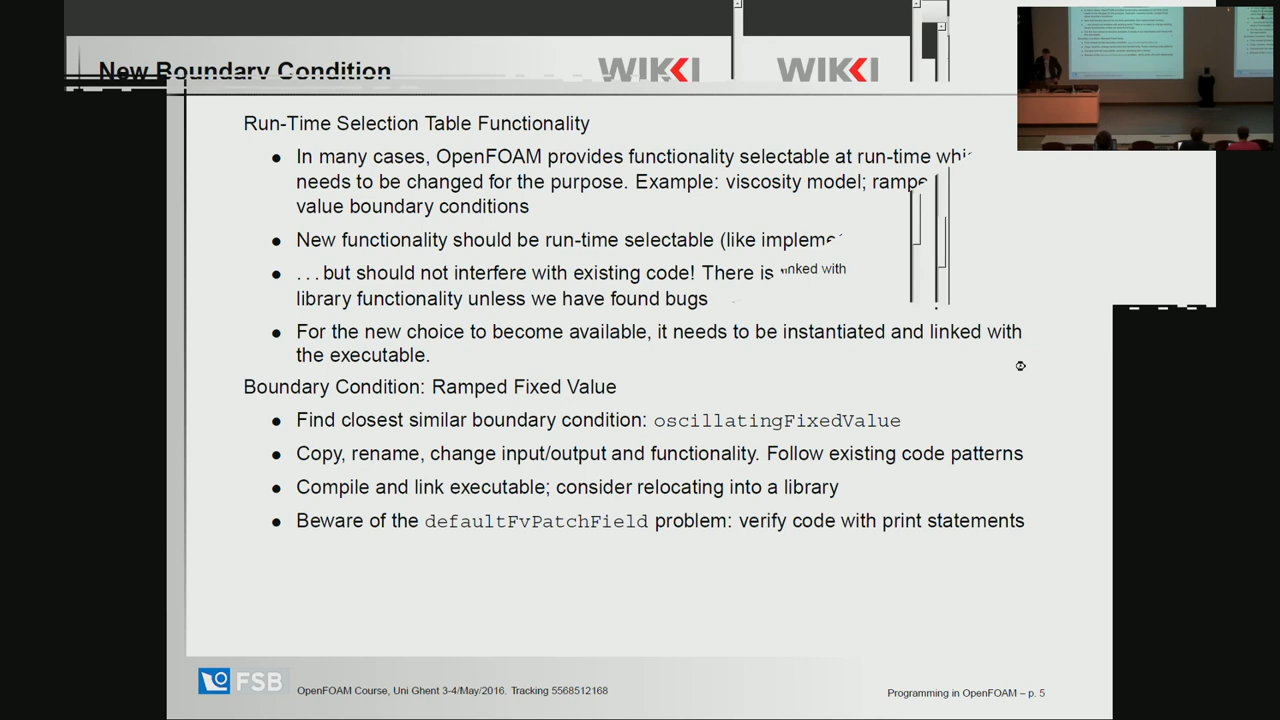 New Boundary Condition
WIKKI WIKKI
Run-Time Selection Table Functionality
• In many cases, OpenFOAM provides functionality selectable at run-time
needs to be changed for the purpose. Example: viscosity model;
value boundary conditions
• New functionality should be run-time selectable (like
• ...but should not interfere with existing code! There is
linked with
library functionality unless we have found bugs
• For the new choice to become available, it needs to be instantiated and linked with
the executable.
Boundary Condition: Ramped Fixed Value
• Find closest similar boundary condition: oscillatingFixedValue
• Copy, rename, change input/output and functionality. Follow existing code patterns
• Compile and link executable; consider relocating into a library
• Beware of the defaultFvPatchField problem: verify code with print statements
FSB
OpenFOAM Course, Uni Ghent 3-4/May/2016. Tracking 5568512168
Programming in OpenFOAM – p. 5